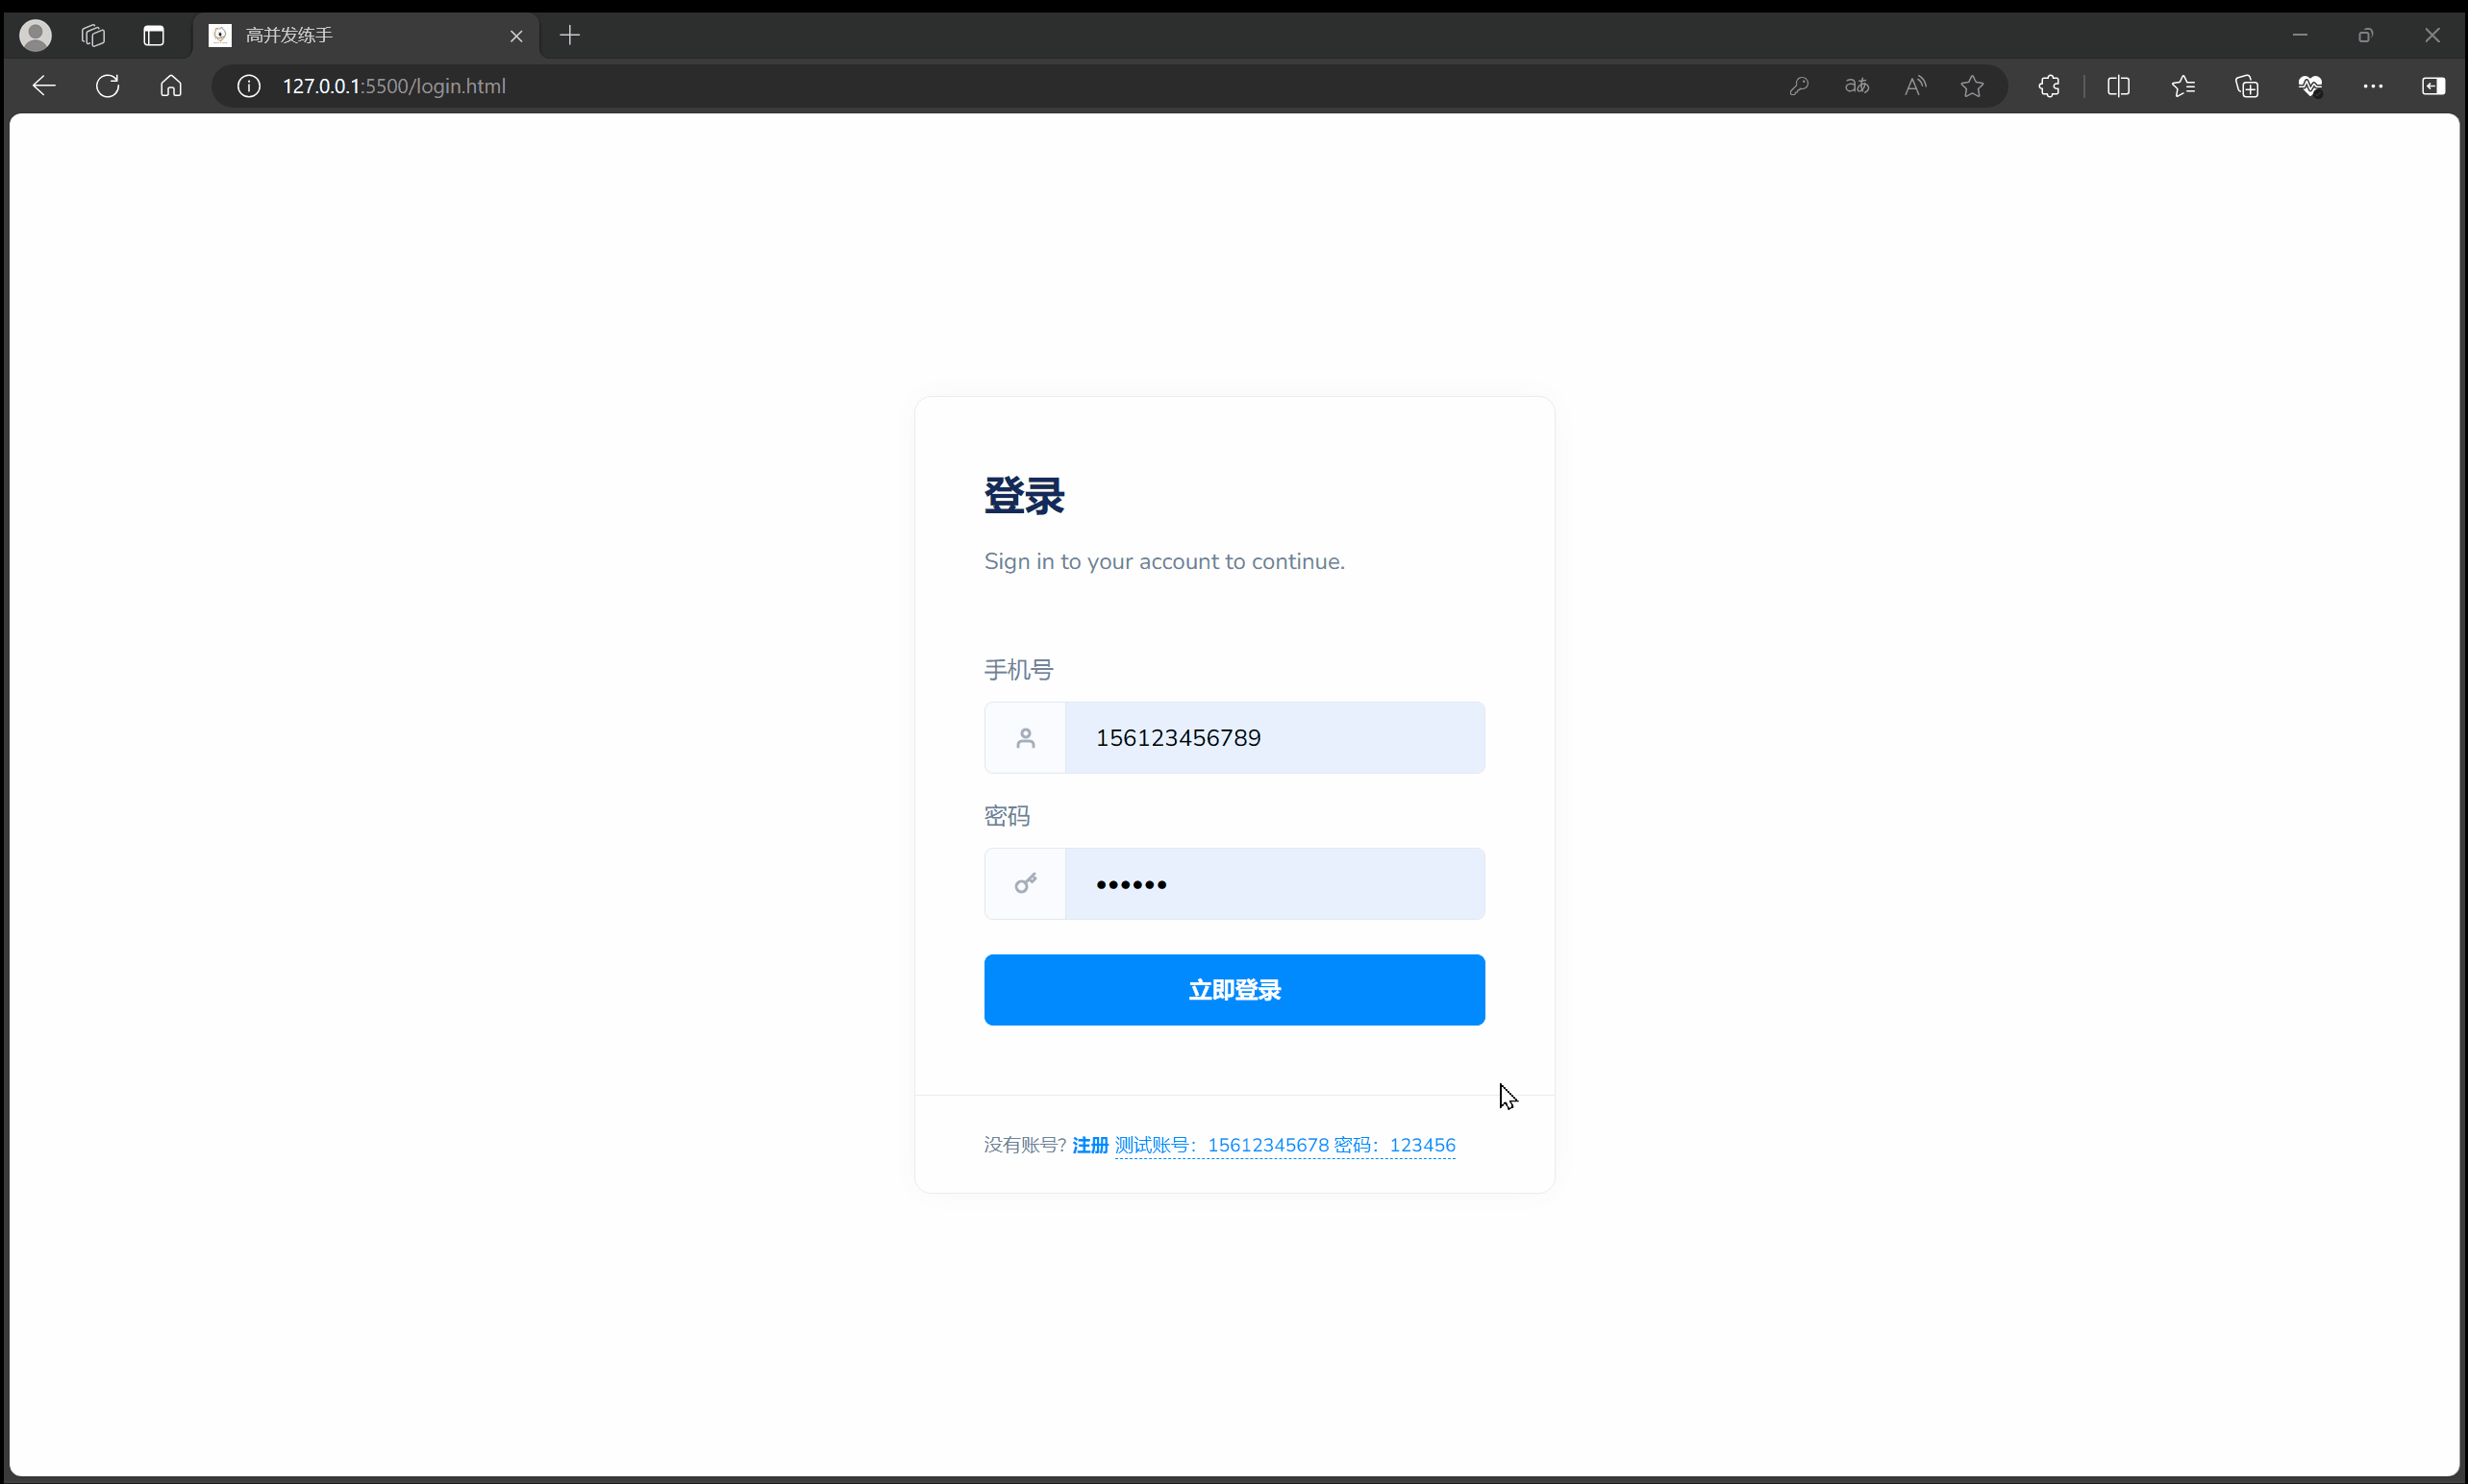 高并发练手
127.0.0.1:5500/login.html
登录
Sign in to your account to continue.
手机号
156123456789
密码
••••••
立即登录
没有账号? 注册 测试账号：15612345678 密码：123456